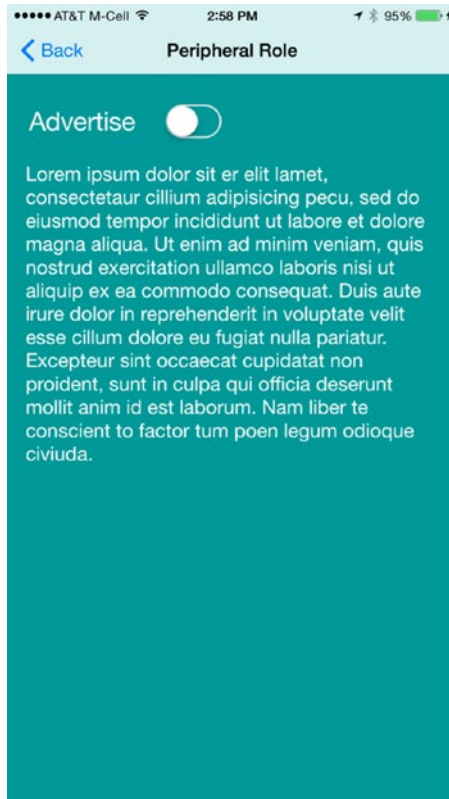 AT&T M-Cell 2:58 PM 95%
Back Peripheral Role
Advertise
Lorem ipsum dolor sit er elit lamet,
consectetaur cillium adipisicing pecu, sed do
eiusmod tempor incididunt ut labore et dolore
magna aliqua. Ut enim ad minim veniam, quis
nostrud exercitation ullamco laboris nisi ut
aliquip ex ea commodo consequat. Duis aute
irure dolor in reprehenderit in voluptate velit
esse cillum dolore eu fugiat nulla pariatur.
Excepteur sint occaecat cupidatat non
proident, sunt in culpa qui officia deserunt
mollit anim id est laborum. Nam liber te
conscient to factor tum poen legum odioque
civiuda.